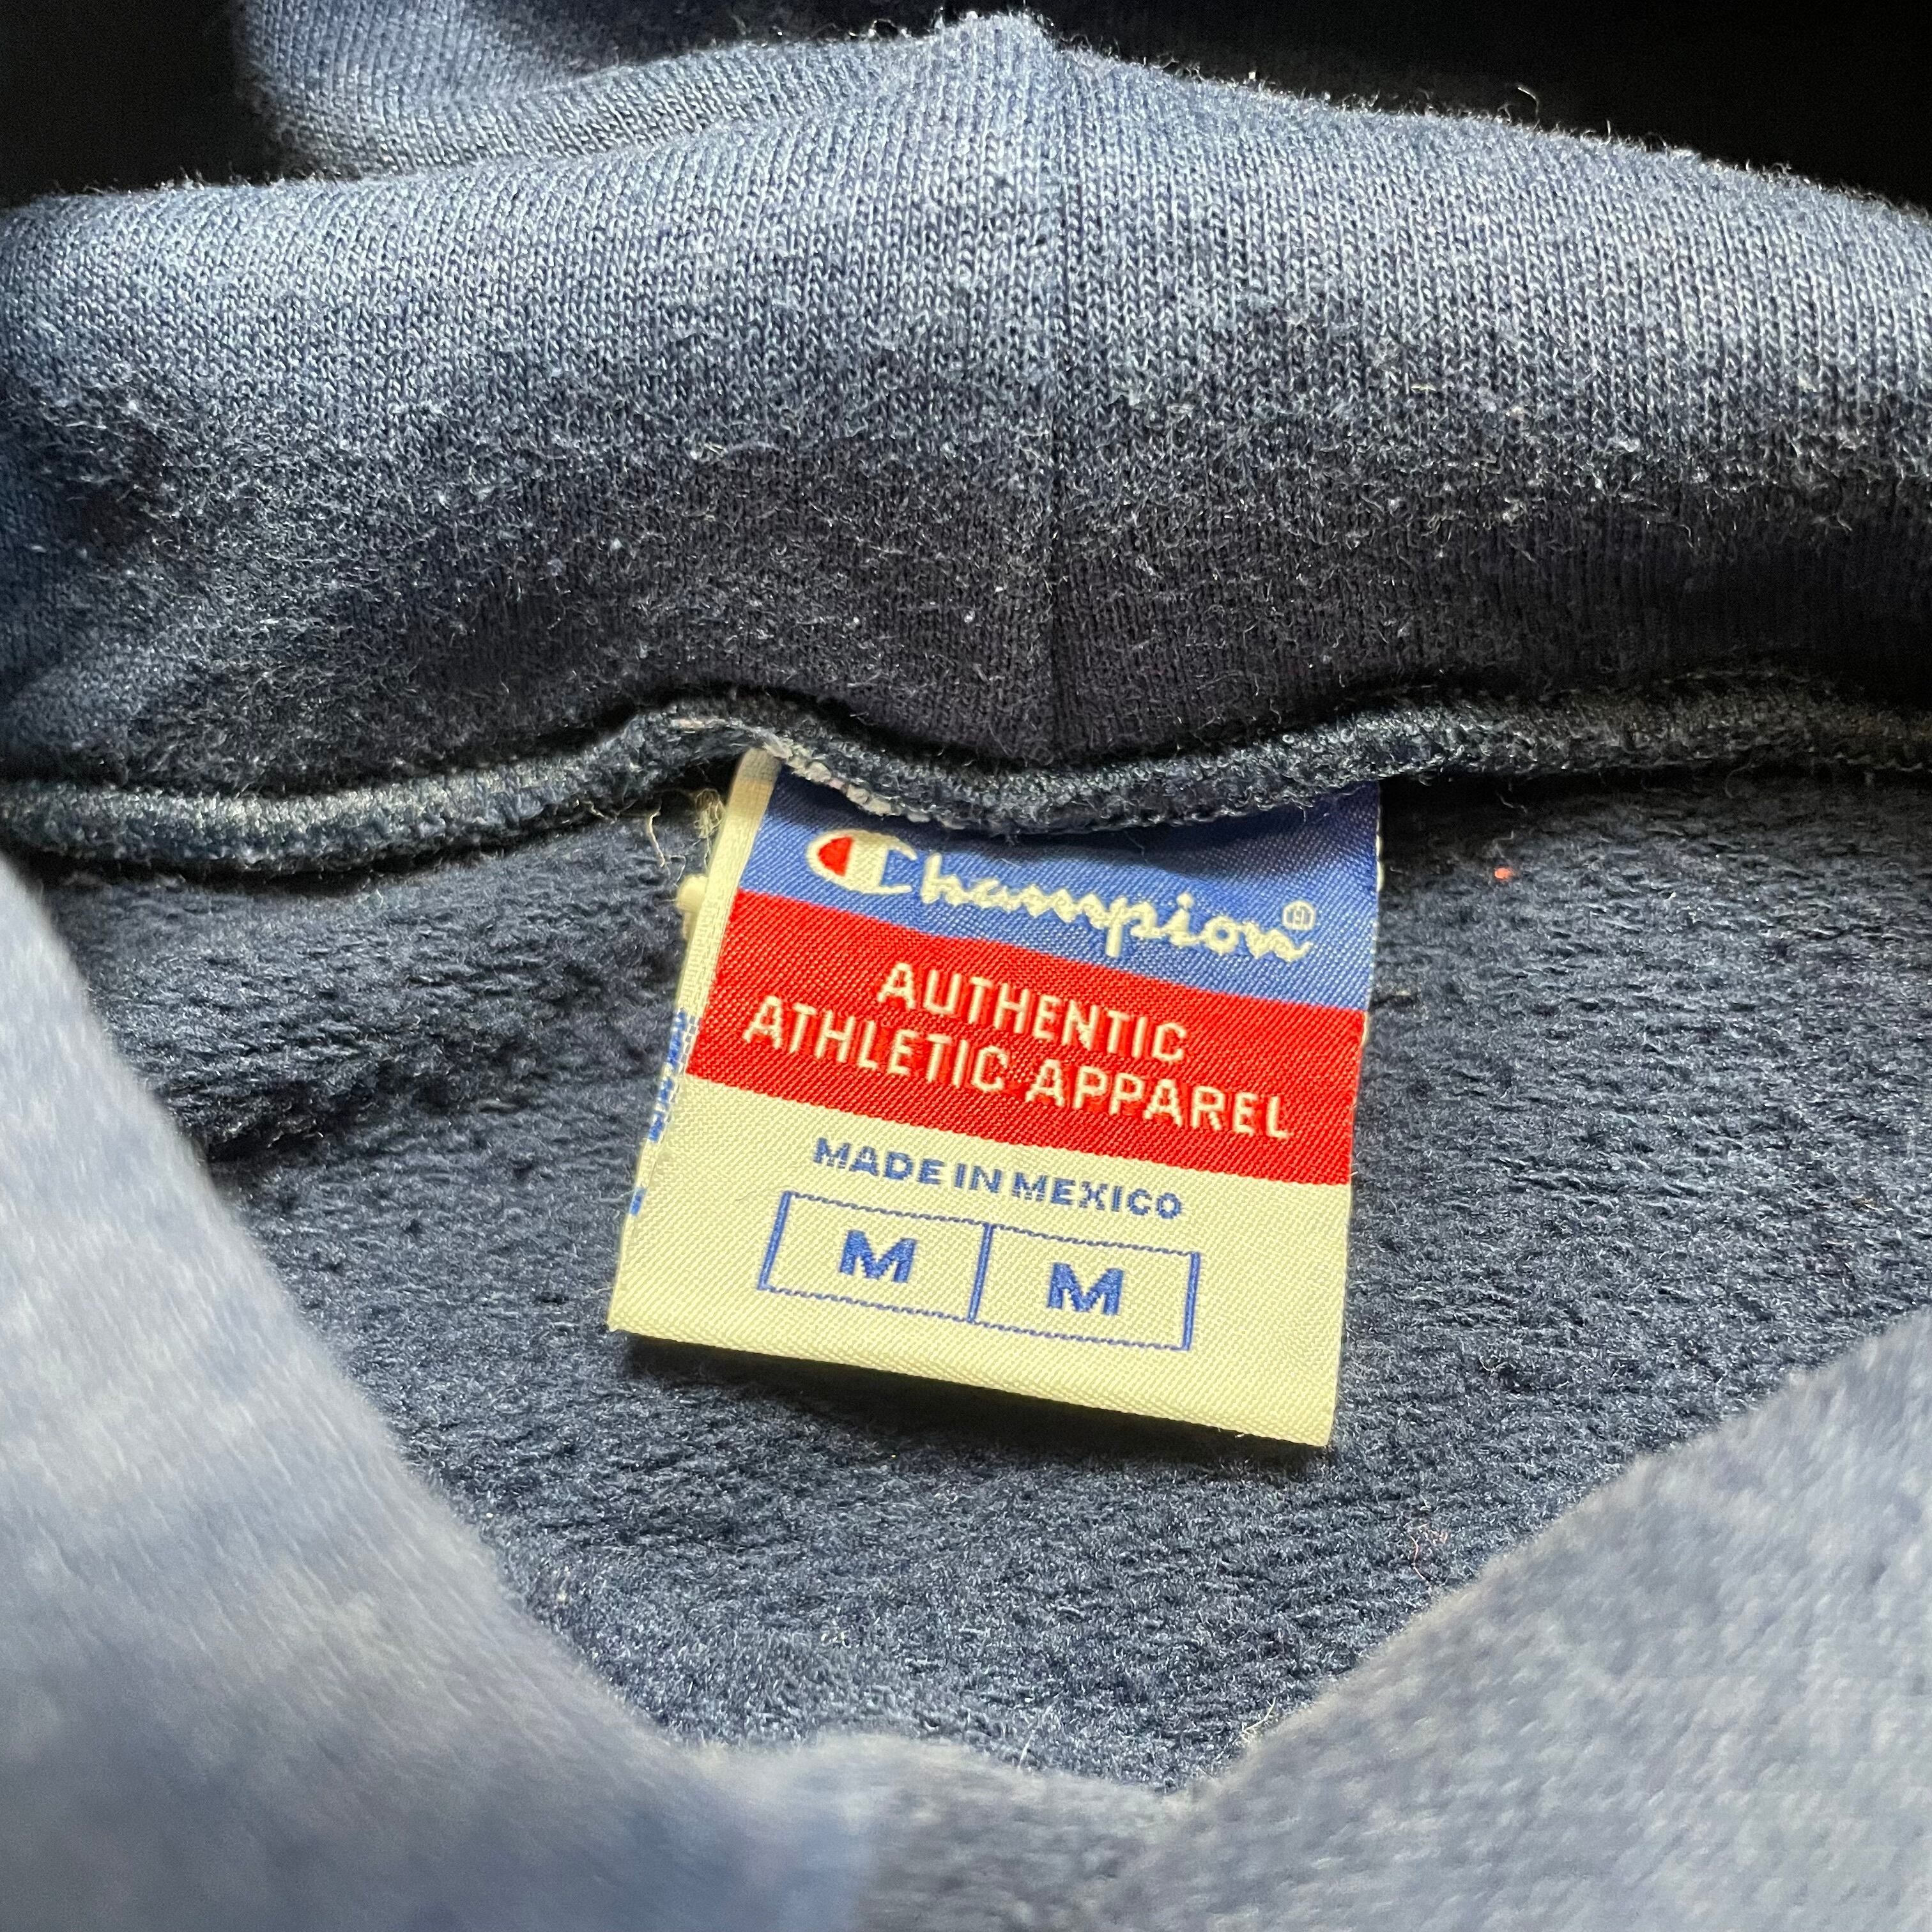 Champion®
AUTHENTIC
ATHLETIC APPAREL
MADE IN MEXICO
M M